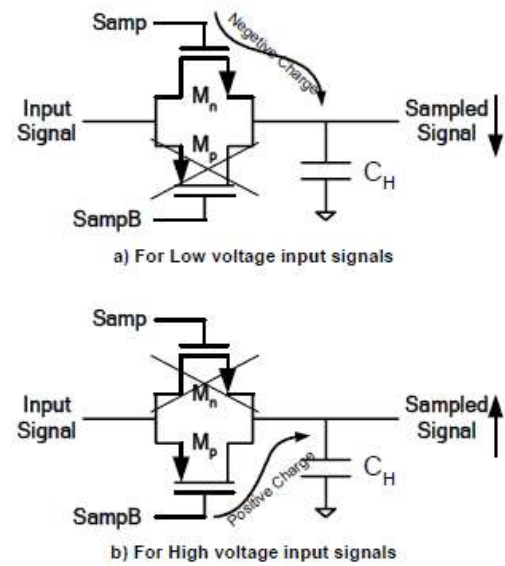 Samp
Negetive Charge
Input Signal
Mn
Mp
Sampled Signal
CH
SampB
a) For Low voltage input signals
Samp
Input Signal
Mn
Mp
Sampled Signal
CH
Positive Charge
SampB
b) For High voltage input signals